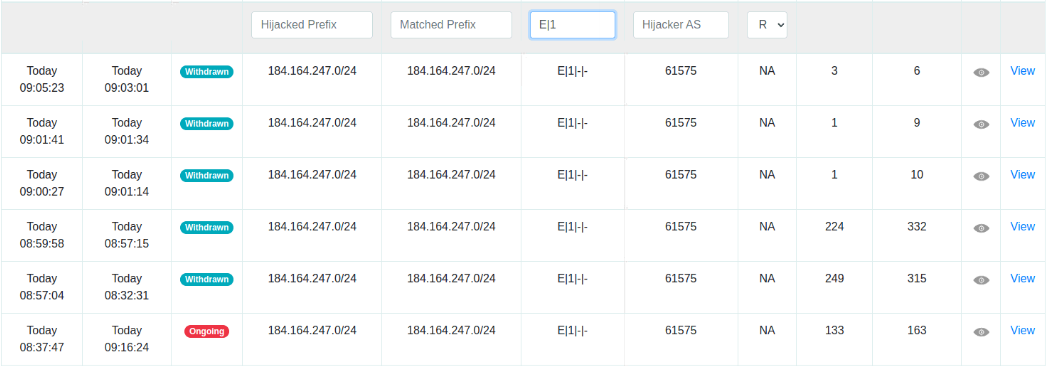 Hijacked Prefix Matched Prefix E|1 Hijacker AS R
Today Today Withdrawn 184.164.247.0/24 184.164.247.0/24 E|1|-|- 61575 NA 3 6 View
09:05:23 09:03:01
Today Today Withdrawn 184.164.247.0/24 184.164.247.0/24 E|1|-|- 61575 NA 1 9 View
09:01:41 09:01:34
Today Today Withdrawn 184.164.247.0/24 184.164.247.0/24 E|1|-|- 61575 NA 1 10 View
09:00:27 09:01:14
Today Today Withdrawn 184.164.247.0/24 184.164.247.0/24 E|1|-|- 61575 NA 224 332 View
08:59:58 08:57:15
Today Today Withdrawn 184.164.247.0/24 184.164.247.0/24 E|1|-|- 61575 NA 249 315 View
08:57:04 08:32:31
Today Today Ongoing 184.164.247.0/24 184.164.247.0/24 E|1|-|- 61575 NA 133 163 View
08:37:47 09:16:24